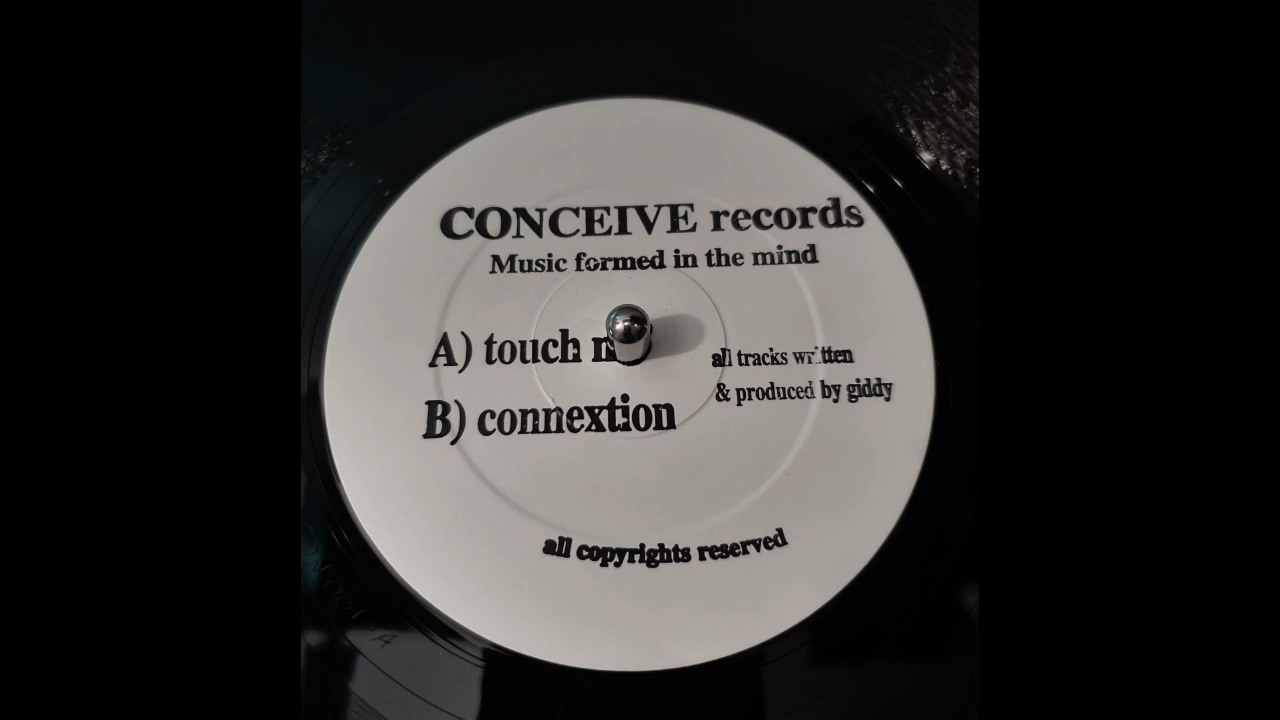 CONCEIVE records
Music formed in the mind
A) touch
B) connextion
all tracks written
& produced by giddy
all copyrights reserved